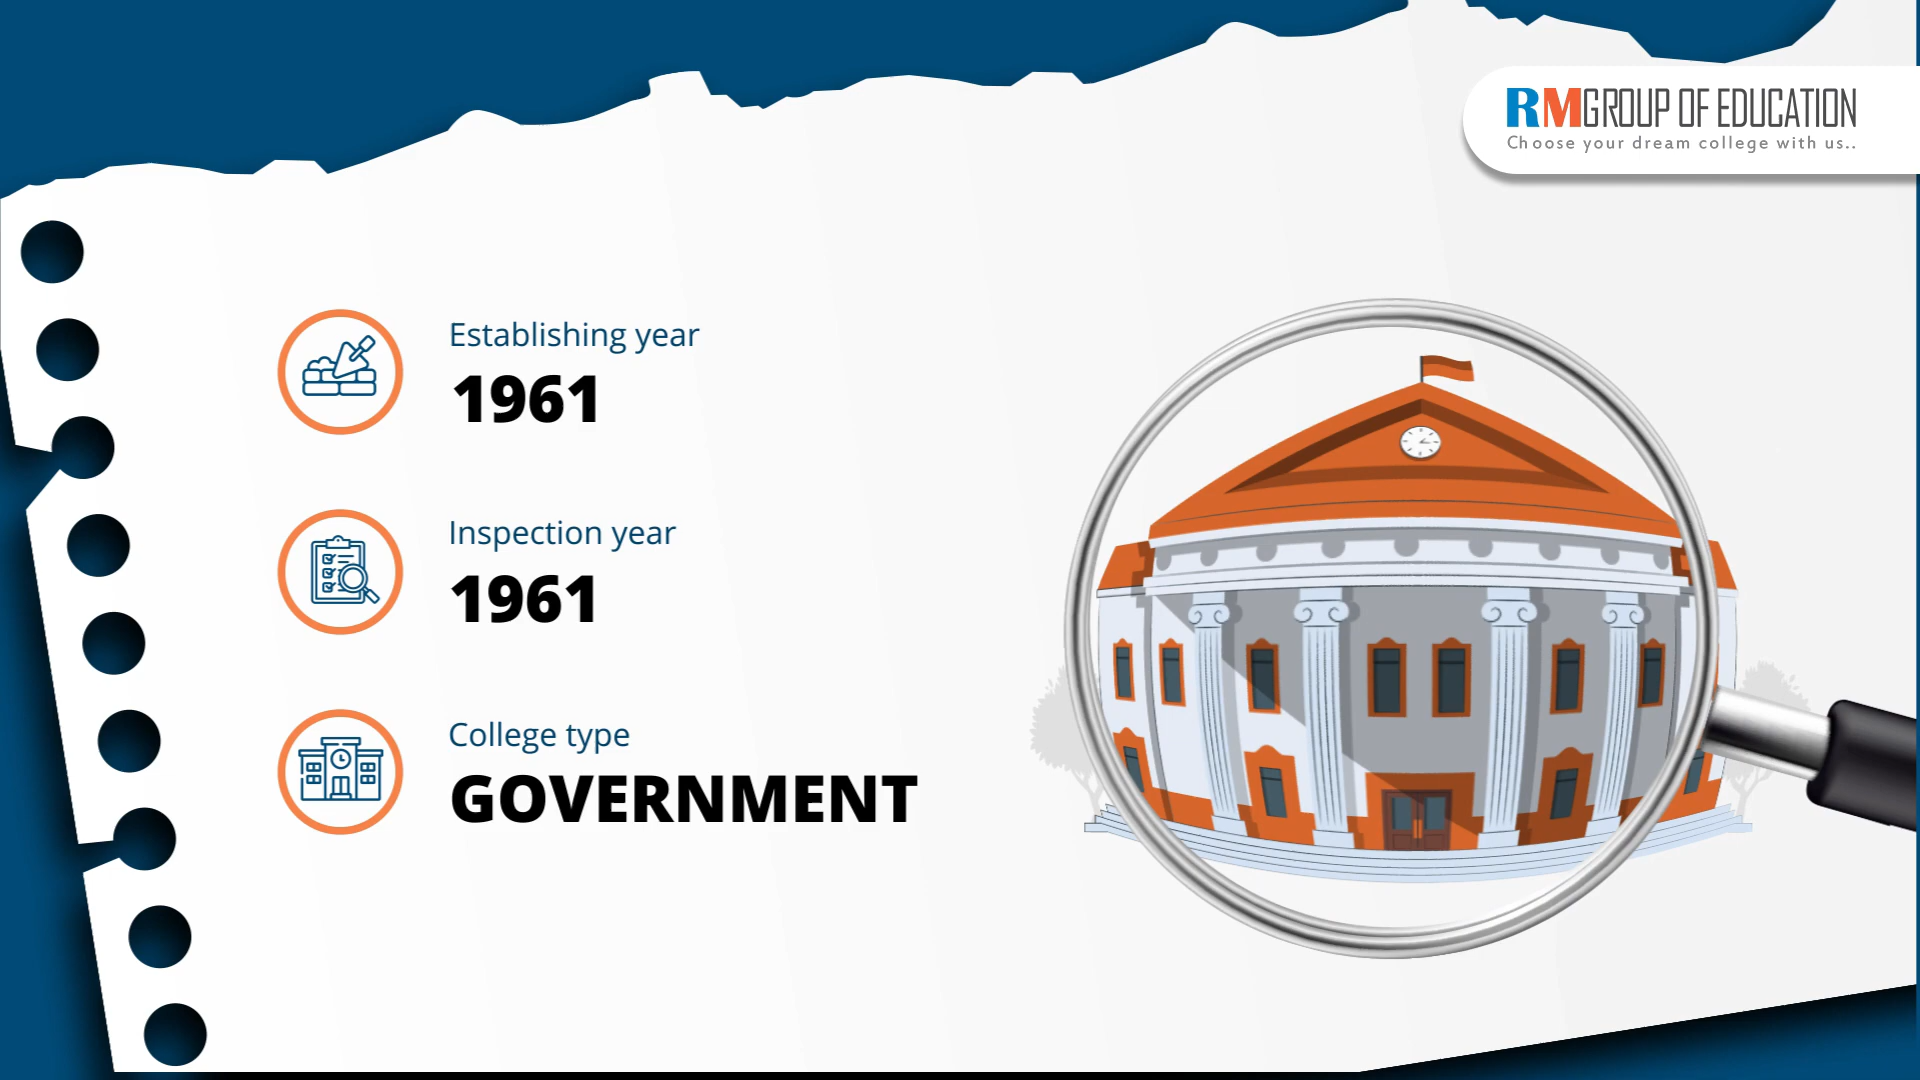 RMGROUP OF EDUCATION
Choose your dream college with us..
Establishing year
1961
Inspection year
1961
College type
GOVERNMENT